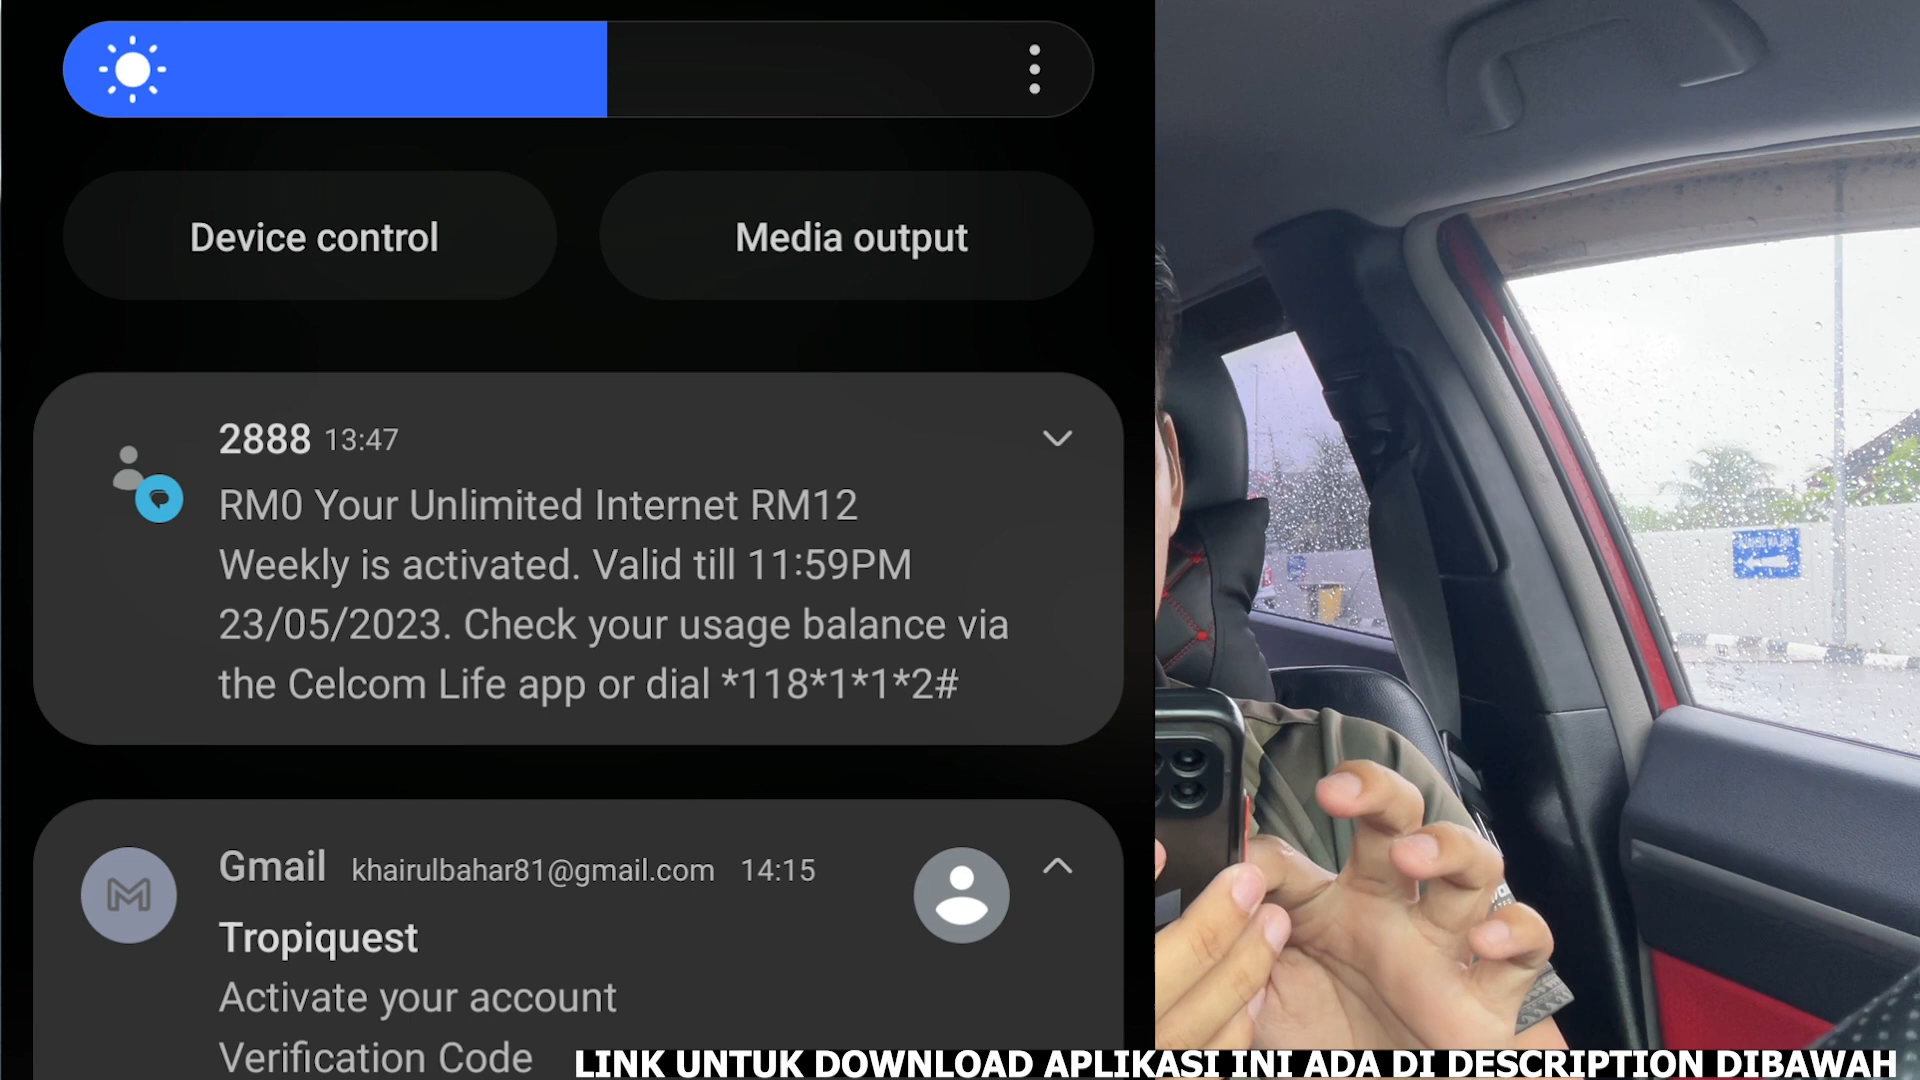 Device control
Media output
2888 13:47
RM0 Your Unlimited Internet RM12
Weekly is activated. Valid till 11:59PM
23/05/2023. Check your usage balance via
the Celcom Life app or dial *118*1*1*2#
Gmail khairulbahar81@gmail.com 14:15
Tropiquest
Activate your account
Verification Code
LINK UNTUK DOWNLOAD APLIKASI INI ADA DI DESCRIPTION DIBAWAH